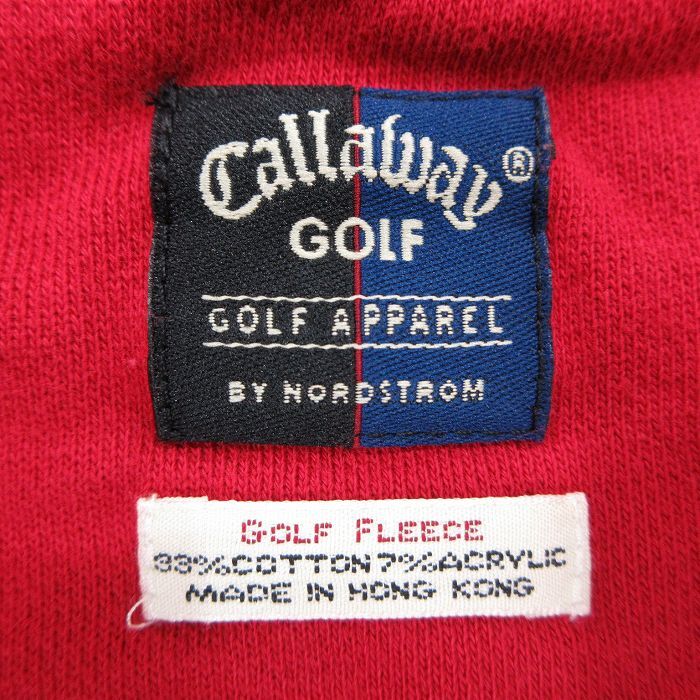 Callaway®
GOLF
GOLF APPAREL
BY NORDSTROM
GOLF FLEECE
93%COTTON7%ACRYLIC
MADE IN HONG KONG